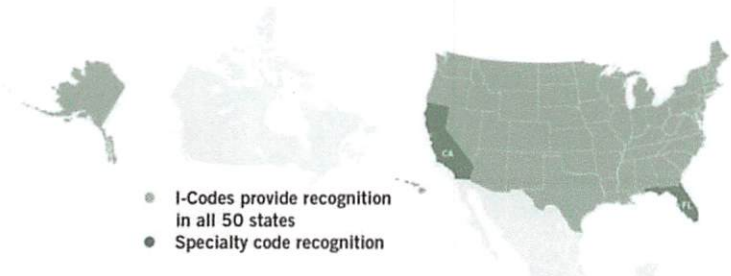 CA
FL
I-Codes provide recognition
in all 50 states
Specialty code recognition